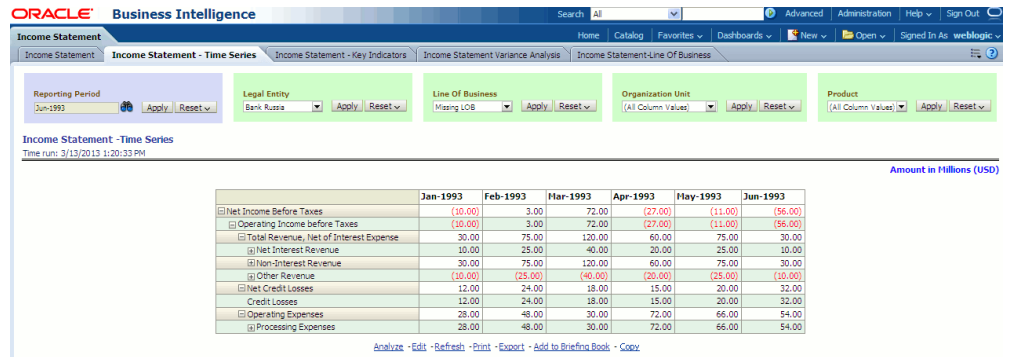 ORACLE Business Intelligence Search All Advanced Administration Help Sign Out
Income Statement Home Catalog Favorites Dashboards New Open Signed In As weblogic
Income Statement Income Statement - Time Series Income Statement - Key Indicators Income Statement Variance Analysis Income Statement-Line Of Business
Reporting Period Legal Entity Line Of Business Organization Unit Product
Jun-1993 Apply Reset Bank Russia Apply Reset Missing LOB Apply Reset (All Column Values) Apply Reset (All Column Values) Apply Reset
Income Statement -Time Series
Time run: 3/13/2013 1:20:33 PM
Amount in Millions (USD)
Jan-1993 Feb-1993 Mar-1993 Apr-1993 May-1993 Jun-1993
Net Income Before Taxes (10.00) 3.00 72.00 (27.00) (11.00) (56.00)
Operating Income before Taxes (10.00) 3.00 72.00 (27.00) (11.00) (56.00)
Total Revenue, Net of Interest Expense 30.00 75.00 120.00 60.00 75.00 30.00
Net Interest Revenue 10.00 25.00 40.00 20.00 25.00 10.00
Non-Interest Revenue 30.00 75.00 120.00 60.00 75.00 30.00
Other Revenue (10.00) (25.00) (40.00) (20.00) (25.00) (10.00)
Net Credit Losses 12.00 24.00 18.00 15.00 20.00 32.00
Credit Losses 12.00 24.00 18.00 15.00 20.00 32.00
Operating Expenses 28.00 48.00 30.00 72.00 66.00 54.00
Processing Expenses 28.00 48.00 30.00 72.00 66.00 54.00
Analyze - Edit - Refresh - Print - Export - Add to Briefing Book - Copy